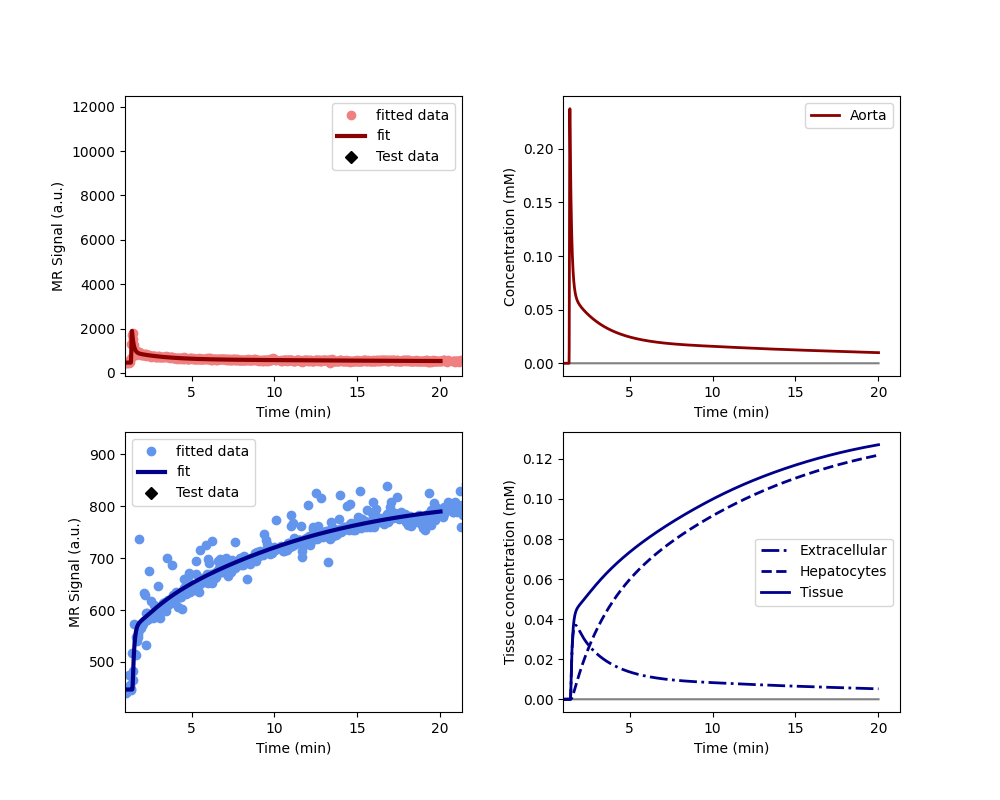 12000
10000
8000
6000
4000
2000
0
MR Signal (a.u.)
fitted data
fit
Test data
5
10
15
20
Time (min)
0.20
0.15
0.10
0.05
0.00
Concentration (mM)
Aorta
5
10
15
20
Time (min)
900
800
700
600
500
MR Signal (a.u.)
fitted data
fit
Test data
5
10
15
20
Time (min)
0.12
0.10
0.08
0.06
0.04
0.02
0.00
Tissue concentration (mM)
Extracellular
Hepatocytes
Tissue
5
10
15
20
Time (min)